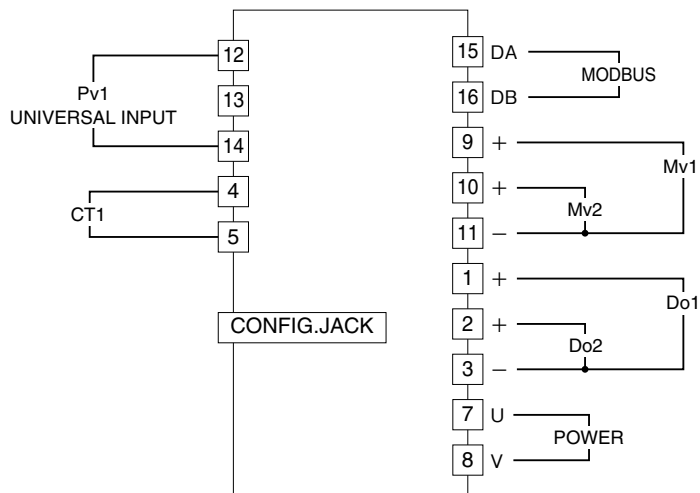 12
Pv1
UNIVERSAL INPUT
13
14
4
CT1
5
CONFIG.JACK
15 DA
MODBUS
16 DB
9 +
Mv1
10 +
Mv2
11 −
1 +
Do1
2 +
Do2
3 −
7 U
POWER
8 V